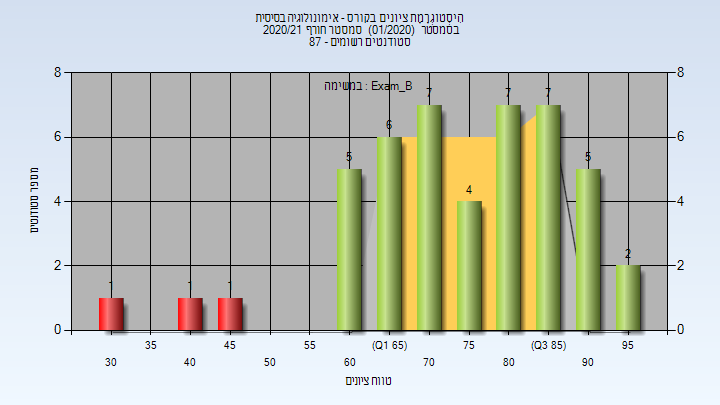 היסטוגרמת ציונים בקורס - אימונולוגיה בסיסית
בסמסטר (01/2020) סמסטר חורף 2020/21
סטודנטים רשומים - 87
במשימה : Exam_B
מספר סטודנטים
8 6 4 2 0
1 1 1 5 6 7 4 7 7 5 2
8 6 4 2 0
35 45 55 (Q1 65) 75 (Q3 85) 95
30 40 50 60 70 80 90
טווח ציונים